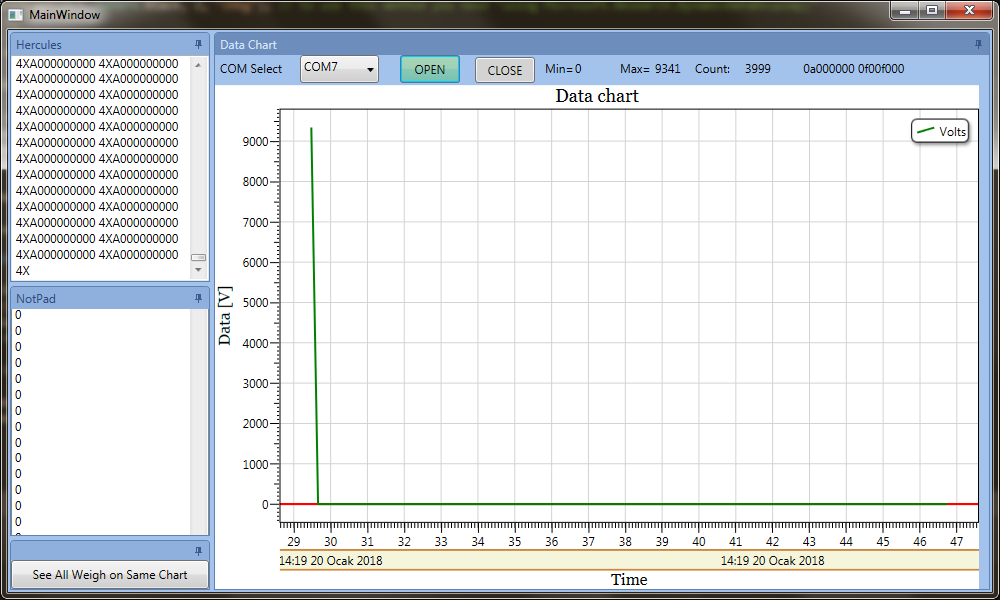 MainWindow
Hercules
4XA000000000 4XA000000000
4XA000000000 4XA000000000
4XA000000000 4XA000000000
4XA000000000 4XA000000000
4XA000000000 4XA000000000
4XA000000000 4XA000000000
4XA000000000 4XA000000000
4XA000000000 4XA000000000
4XA000000000 4XA000000000
4XA000000000 4XA000000000
4XA000000000 4XA000000000
4XA000000000 4XA000000000
4XA000000000 4XA000000000
4X
NotPad
0
0
0
0
0
0
0
0
0
0
0
0
0
0
See All Weigh on Same Chart
Data Chart
COM Select COM7 OPEN CLOSE Min= 0 Max= 9341 Count: 3999 0a000000 0f00f000
Data chart
Volts
Data [V]
9000
8000
7000
6000
5000
4000
3000
2000
1000
0
29 30 31 32 33 34 35 36 37 38 39 40 41 42 43 44 45 46 47
14:19 20 Ocak 2018 14:19 20 Ocak 2018
Time